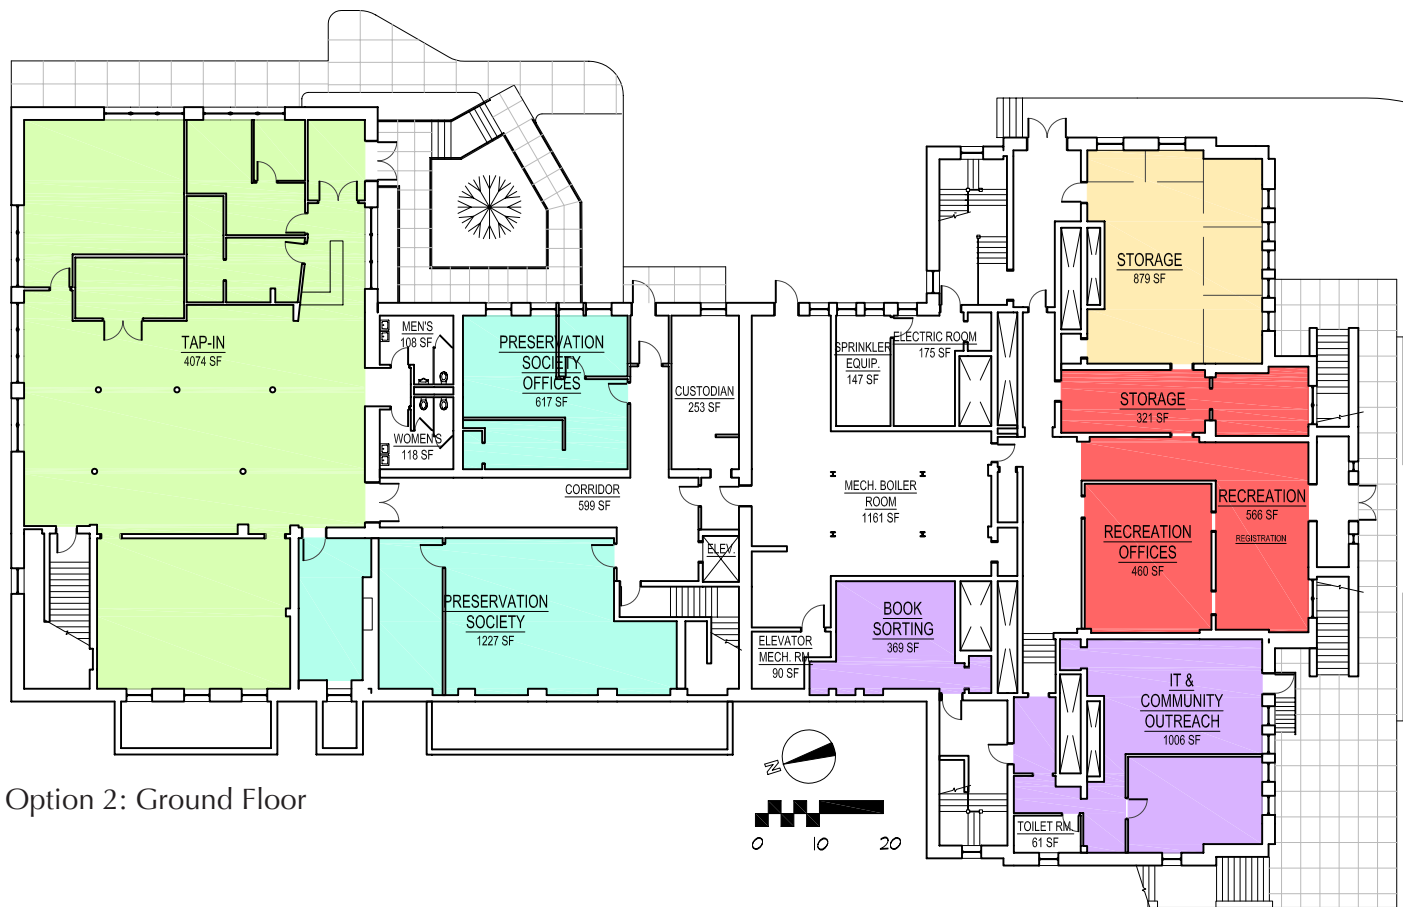 TAP-IN
4074 SF
MEN'S
108 SF
WOMEN'S
118 SF
PRESERVATION
SOCIETY
OFFICES
617 SF
CUSTODIAN
253 SF
CORRIDOR
599 SF
ELEV.
PRESERVATION
SOCIETY
1227 SF
SPRINKLER
EQUIP.
147 SF
ELECTRIC ROOM
175 SF
MECH. BOILER
ROOM
1161 SF
ELEVATOR
MECH. RM.
90 SF
BOOK
SORTING
369 SF
STORAGE
879 SF
STORAGE
321 SF
RECREATION
566 SF
REGISTRATION
RECREATION
OFFICES
460 SF
IT &
COMMUNITY
OUTREACH
1006 SF
TOILET RM.
61 SF
N
0 10 20
Option 2: Ground Floor